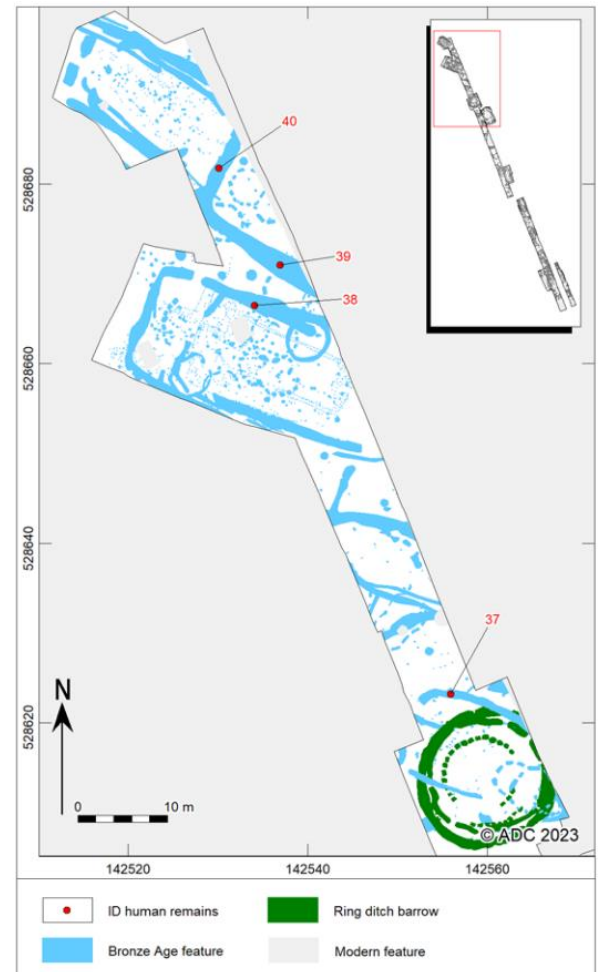 40
528680
39
38
528660
528640
37
N
528620
0 10 m
© ADC 2023
142520 142540 142560
ID human remains Ring ditch barrow
Bronze Age feature Modern feature